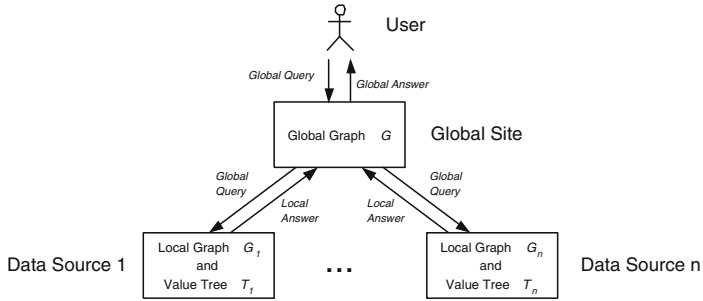 User
Global Query
Global Answer
Global Graph G
Global Site
Global
Query
Local
Answer
Local
Answer
Global
Query
Data Source 1
Local Graph G1
and
Value Tree T1
...
Local Graph Gn
and
Value Tree Tn
Data Source n